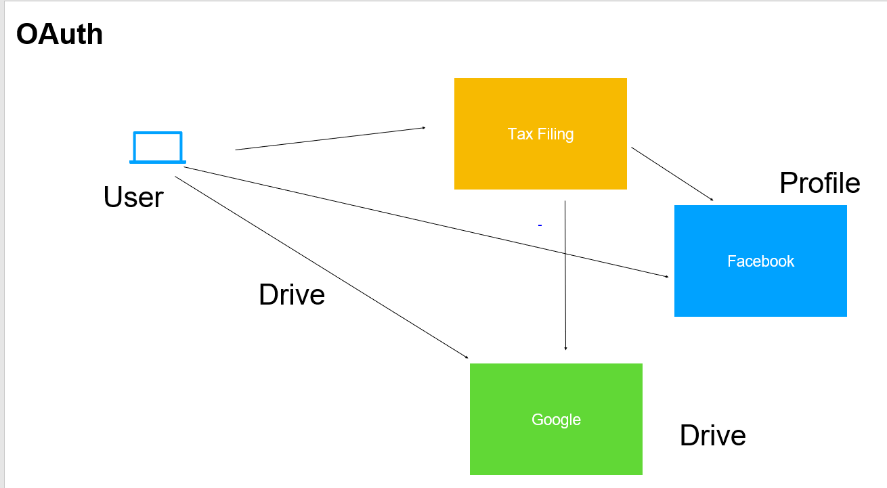 OAuth
Tax Filing
Profile
User
Facebook
Drive
Google
Drive